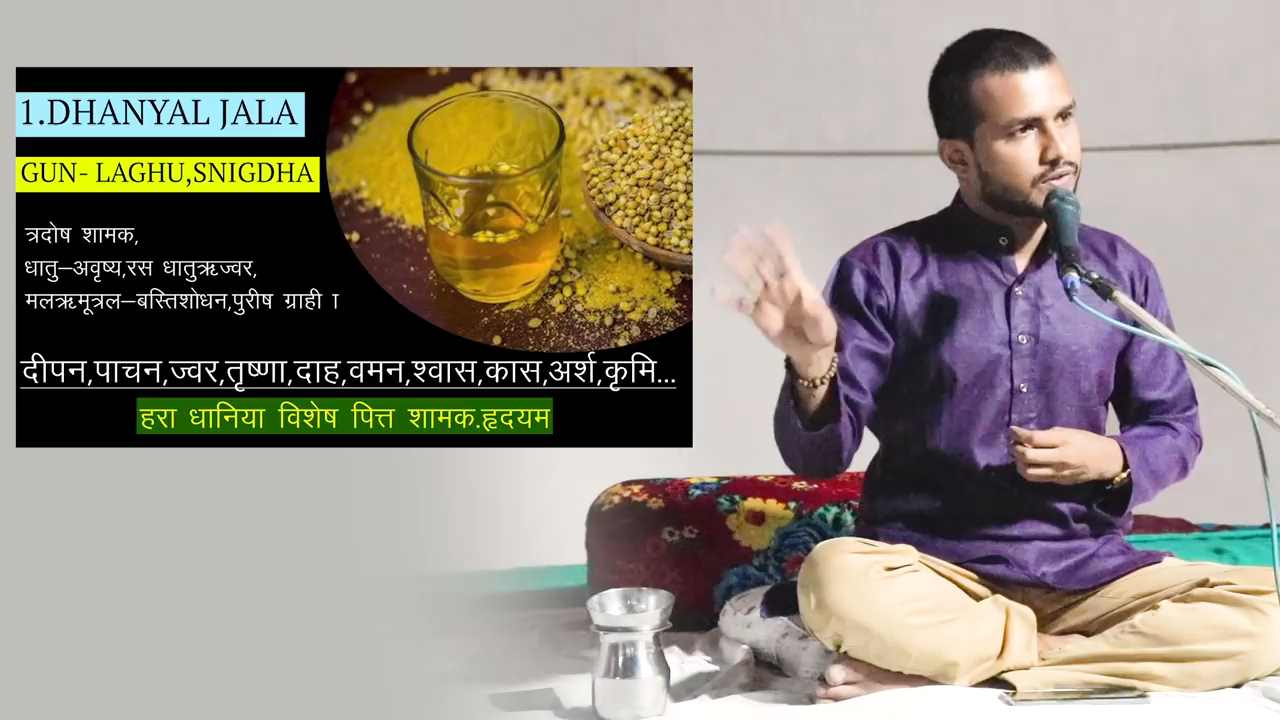 1.DHANYAL JALA
GUN- LAGHU,SNIGDHA
त्रदोष शामक,
धातु–अवृष्य,रस धातुऋज्वर,
मलऋमूत्रल–बस्तिशोधन,पुरीष ग्राही ा
दीपन,पाचन,ज्वर,तृष्णा,दाह,वमन,श्वास,कास,अर्श,कृमि...
हरा धानिया विशेष पित्त शामक.हृदयम